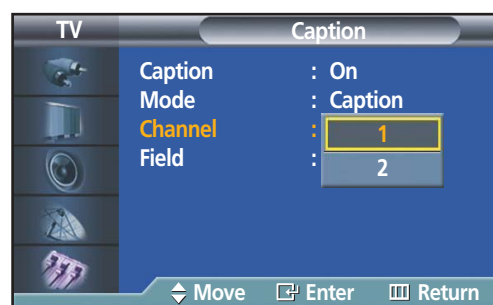 TV
Caption
Caption : On
Mode : Caption
Channel : 1
Field : 2
Move Enter Return